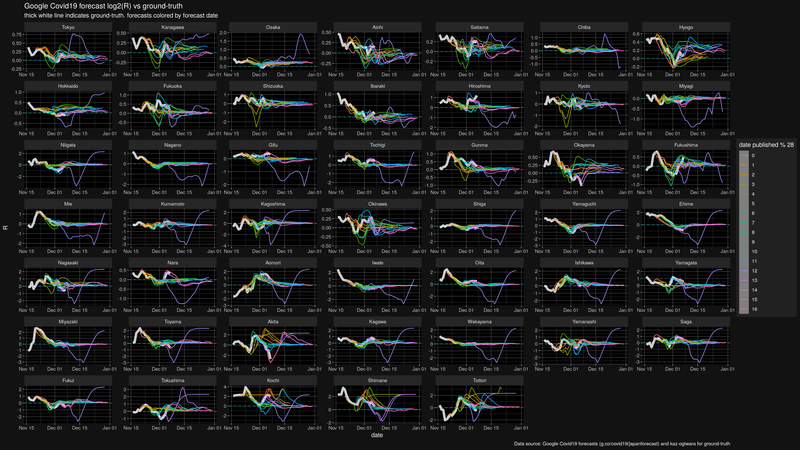 Google Covid19 forecast log2(R) vs ground-truth
thick white line indicates ground-truth. forecasts colored by forecast date
Tokyo Kanagawa Osaka Aichi Saitama Chiba Hyogo
Hokkaido Fukuoka Shizuoka Ibaraki Hiroshima Kyoto Miyagi
Niigata Nagano Gifu Tochigi Gunma Okayama Fukushima
Mie Kumamoto Kagoshima Okinawa Shiga Yamaguchi Ehime
Nagasaki Nara Aomori Iwate Oita Ishikawa Yamagata
Miyazaki Toyama Akita Kagawa Wakayama Yamanashi Saga
Fukui Tokushima Kochi Shimane Tottori
Nov 15 Dec 01 Dec 15 Jan 01
R
date
date published % 28
0
1
2
3
4
5
6
7
8
9
10
11
12
13
14
15
16
Data source: Google Covid19 forecasts (g.co/covid19/japanforecast) and kaz-ogiwara for ground-truth